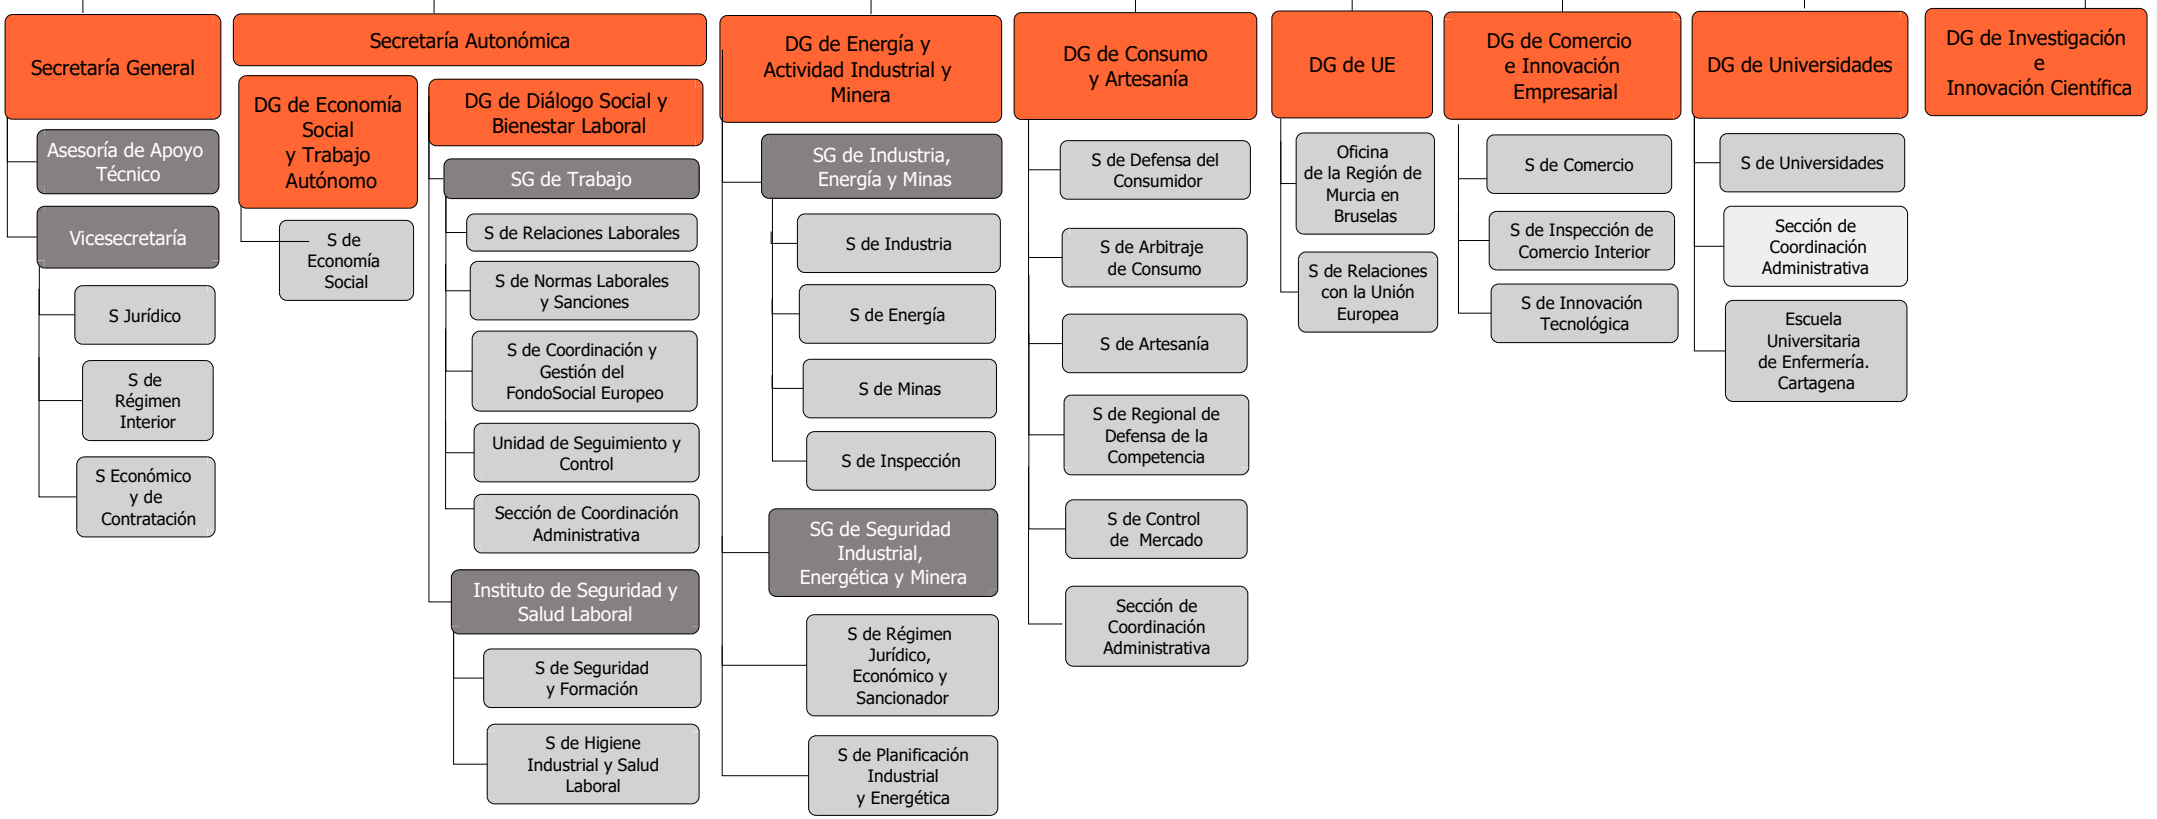 Secretaría General
Asesoría de Apoyo
Técnico
Vicesecretaría
S Jurídico
S de
Régimen
Interior
S Económico
y de
Contratación
Secretaría Autonómica
DG de Economía
Social
y Trabajo
Autónomo
S de
Economía
Social
DG de Diálogo Social y
Bienestar Laboral
SG de Trabajo
S de Relaciones Laborales
S de Normas Laborales
y Sanciones
S de Coordinación y
Gestión del
FondoSocial Europeo
Unidad de Seguimiento y
Control
Sección de Coordinación
Administrativa
Instituto de Seguridad y
Salud Laboral
S de Seguridad
y Formación
S de Higiene
Industrial y Salud
Laboral
DG de Energía y
Actividad Industrial y
Minera
SG de Industria,
Energía y Minas
S de Industria
S de Energía
S de Minas
S de Inspección
SG de Seguridad
Industrial,
Energética y Minera
S de Régimen
Jurídico,
Económico y
Sancionador
S de Planificación
Industrial
y Energética
DG de Consumo
y Artesanía
S de Defensa del
Consumidor
S de Arbitraje
de Consumo
S de Artesanía
S de Regional de
Defensa de la
Competencia
S de Control
de  Mercado
Sección de
Coordinación
Administrativa
DG de UE
Oficina
de la Región de
Murcia en
Bruselas
S de Relaciones
con la Unión
Europea
DG de Comercio
e Innovación
Empresarial
S de Comercio
S de Inspección de
Comercio Interior
S de Innovación
Tecnológica
DG de Universidades
S de Universidades
Sección de
Coordinación
Administrativa
Escuela
Universitaria
de Enfermería.
Cartagena
DG de Investigación
e
Innovación Científica